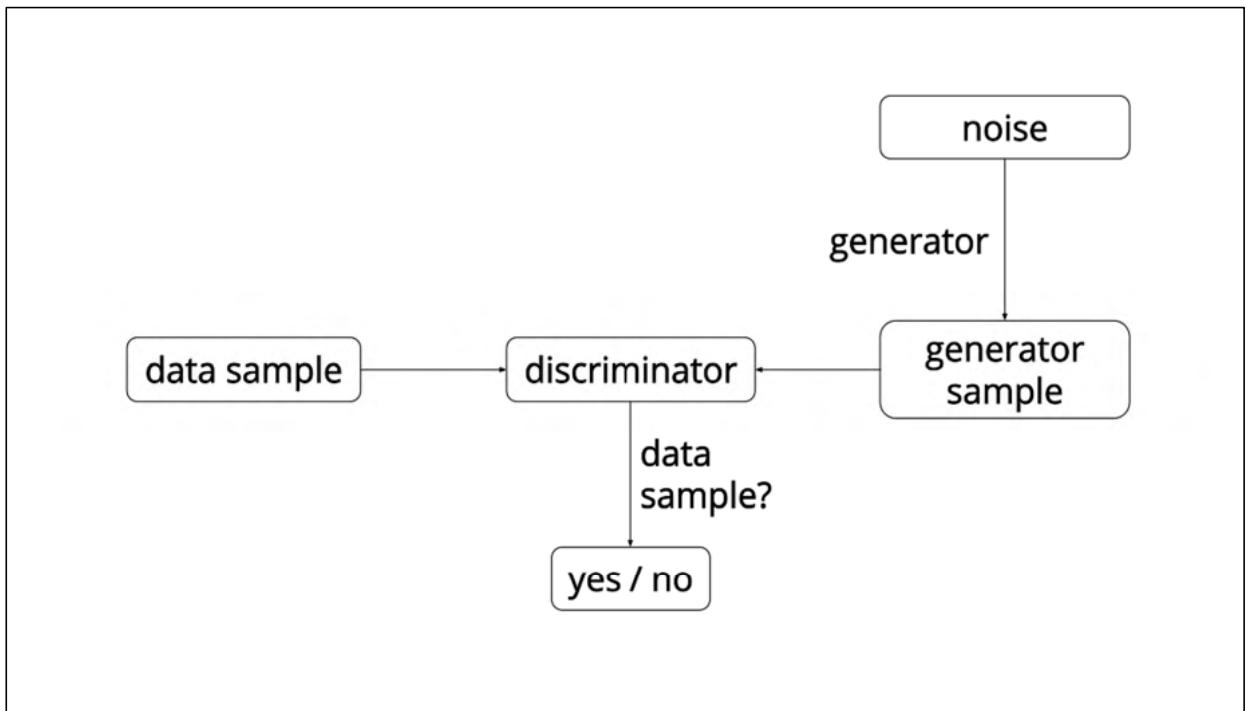 noise
generator
data sample
discriminator
generator
sample
data
sample?
yes / no